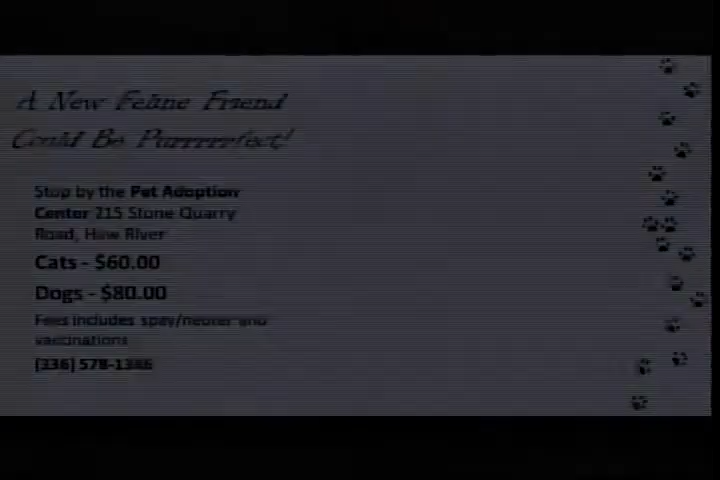 A New Feline Friend
Could Be Purrrrrfect!
Stop by the Pet Adoption
Center 215 Stone Quarry
Road, Haw River
Cats - $60.00
Dogs - $80.00
Fees includes spay/neuter and
vaccinations
(336) 578-1386